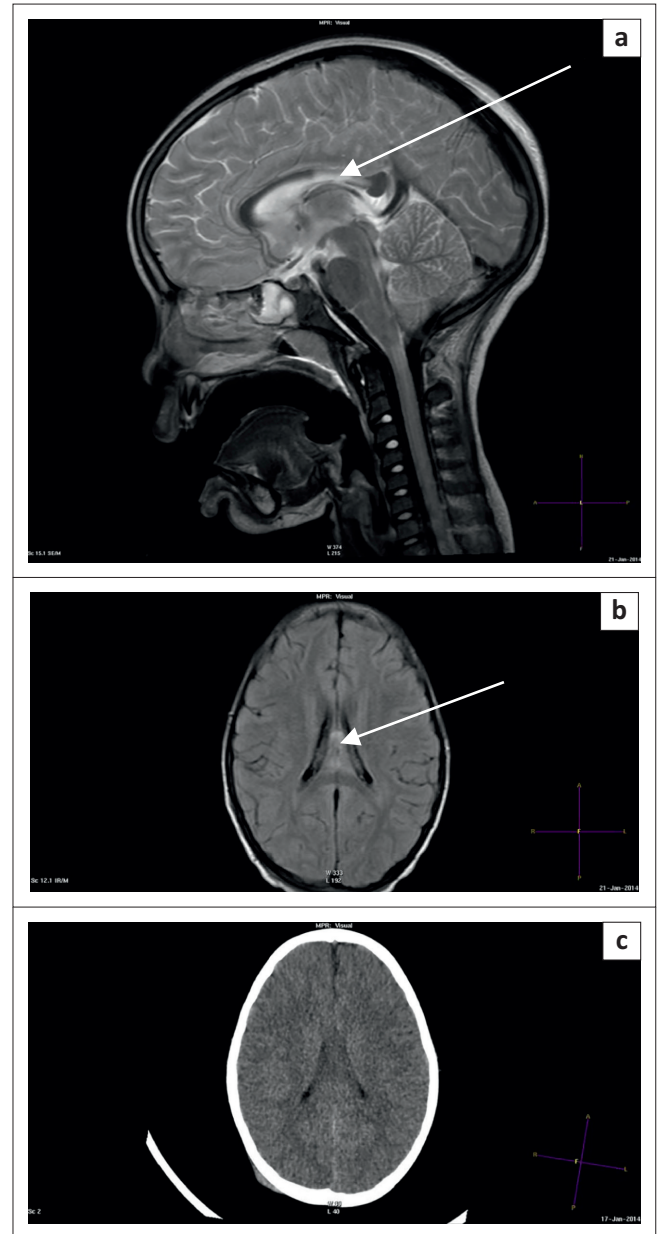 MPR: Visual
a
H
A L P
F
Sc 15.1 SE/M
W 374
L 215
21-Jan-2014
MPR: Visual
b
A
R F L
P
Sc 12.1 IR/M
W 333
L 192
21-Jan-2014
MPR: Visual
c
A
R F L
P
Sc 2
L 40
17-Jan-2014